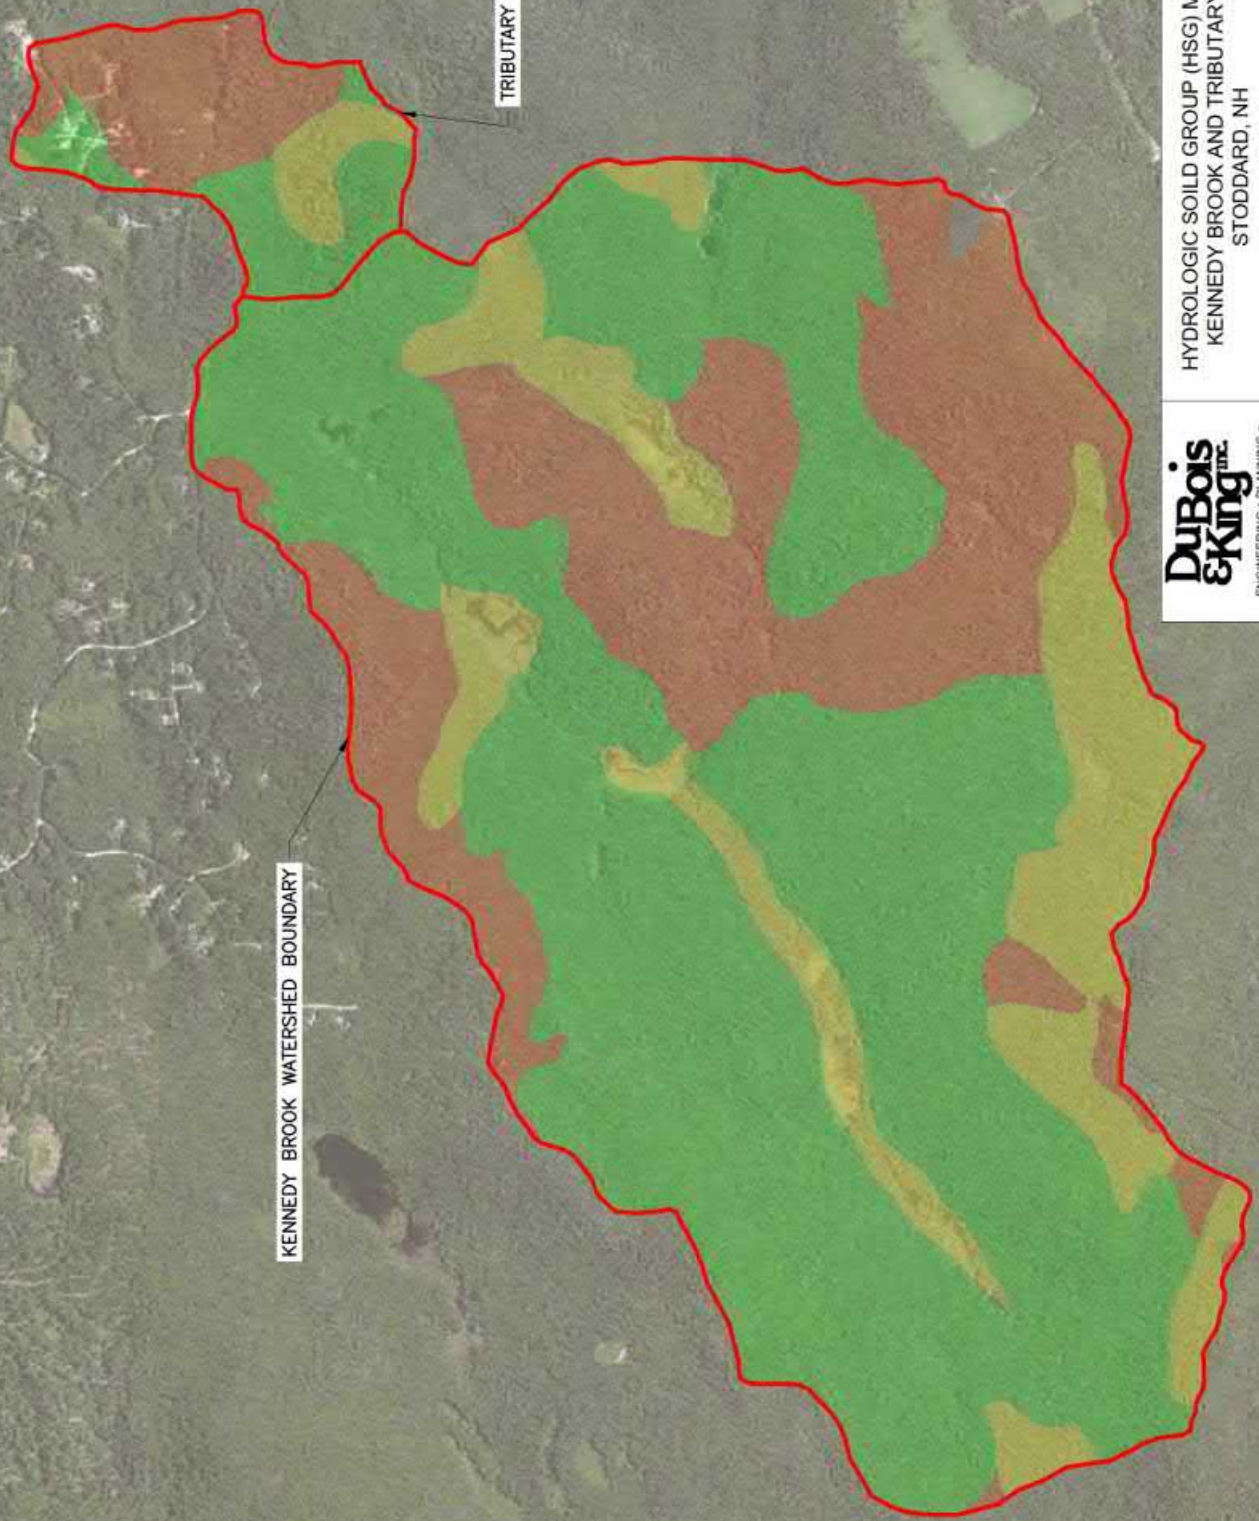 TRIBUTARY
KENNEDY BROOK WATERSHED BOUNDARY
HYDROLOGIC SOILD GROUP (HSG) M
KENNEDY BROOK AND TRIBUTARY
STODDARD, NH
DuBois
&King inc.